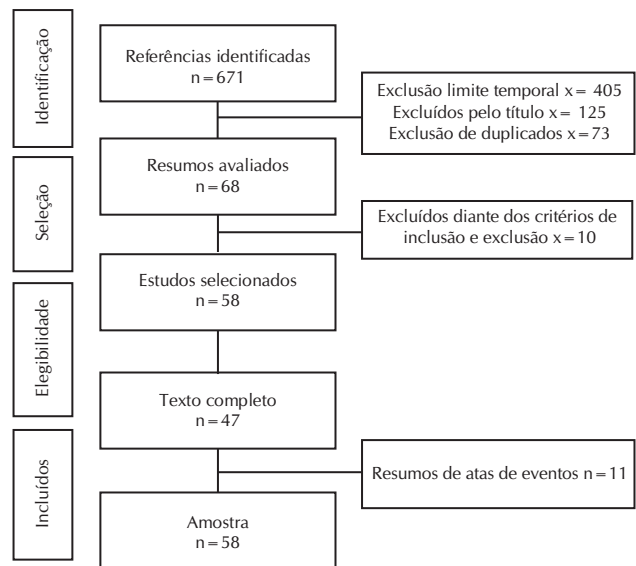 Identificação
Referências identificadas
n=671
Exclusão limite temporal x= 405
Excluídos pelo título x= 125
Exclusão de duplicados x=73
Seleção
Resumos avaliados
n=68
Excluídos diante dos critérios de
inclusão e exclusão x=10
Estudos selecionados
n=58
Elegibilidade
Texto completo
n=47
Incluídos
Resumos de atas de eventos n=11
Amostra
n=58